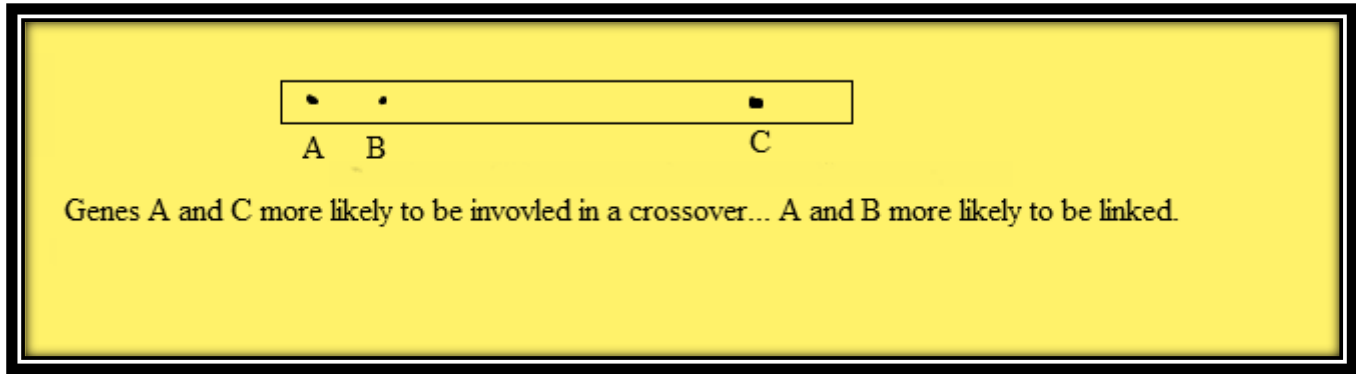 A B C
Genes A and C more likely to be invovled in a crossover... A and B more likely to be linked.